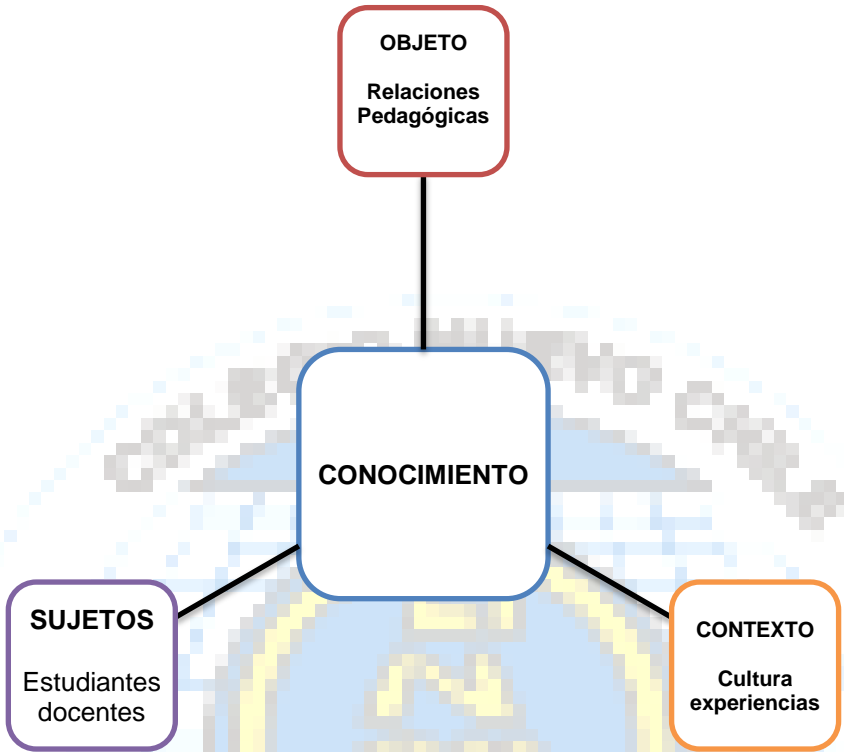 OBJETO
Relaciones
Pedagógicas
CONOCIMIENTO
SUJETOS
Estudiantes
docentes
CONTEXTO
Cultura
experiencias